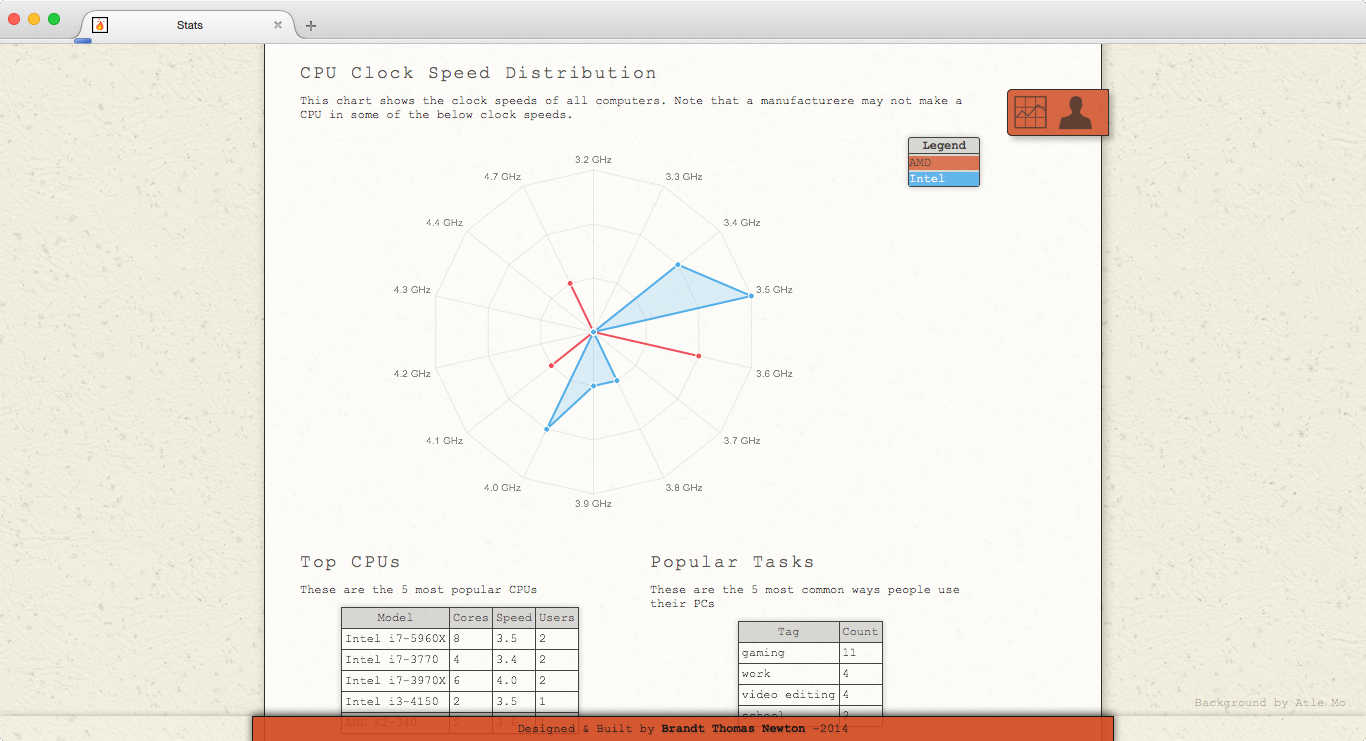 Stats
CPU Clock Speed Distribution
This chart shows the clock speeds of all computers. Note that a manufacturere may not make a
CPU in some of the below clock speeds.
Legend
AMD
Intel
3.2 GHz
3.3 GHz
3.4 GHz
3.5 GHz
3.6 GHz
3.7 GHz
3.8 GHz
3.9 GHz
4.0 GHz
4.1 GHz
4.2 GHz
4.3 GHz
4.4 GHz
4.7 GHz
Top CPUs
These are the 5 most popular CPUs
Model Cores Speed Users
Intel i7-5960X 8 3.5 2
Intel i7-3770 4 3.4 2
Intel i7-3970X 6 4.0 2
Intel i3-4150 2 3.5 1
AMD X2-340 2 3.6 1
Popular Tasks
These are the 5 most common ways people use
their PCs
Tag Count
gaming 11
work 4
video editing 4
school 2
Background by Atle Mo
Designed & Built by Brandt Thomas Newton -2014